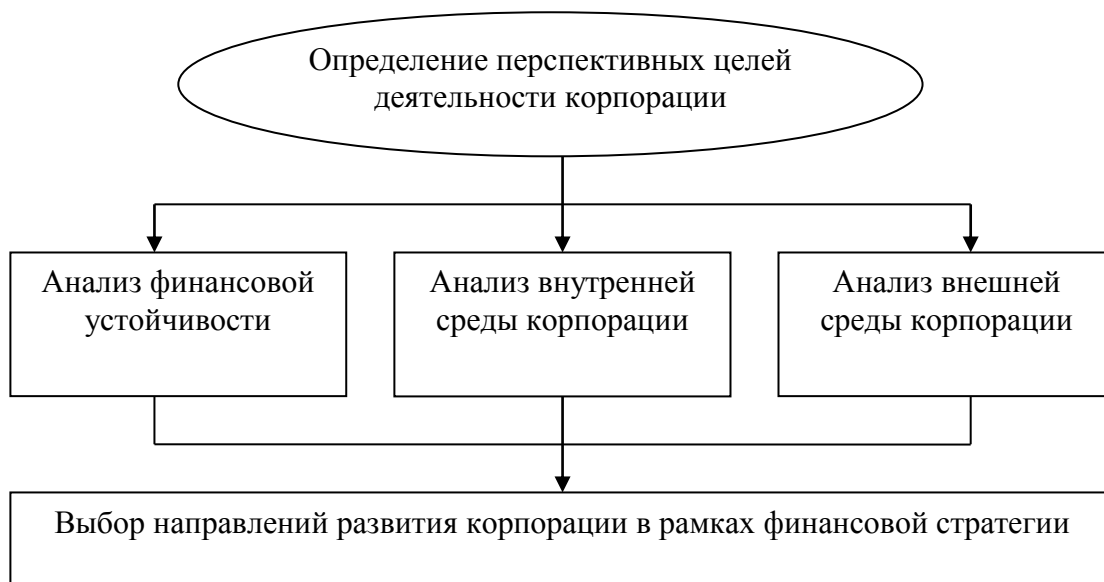 Определение перспективных целей
деятельности корпорации
Анализ финансовой
устойчивости
Анализ внутренней
среды корпорации
Анализ внешней
среды корпорации
Выбор направлений развития корпорации в рамках финансовой стратегии